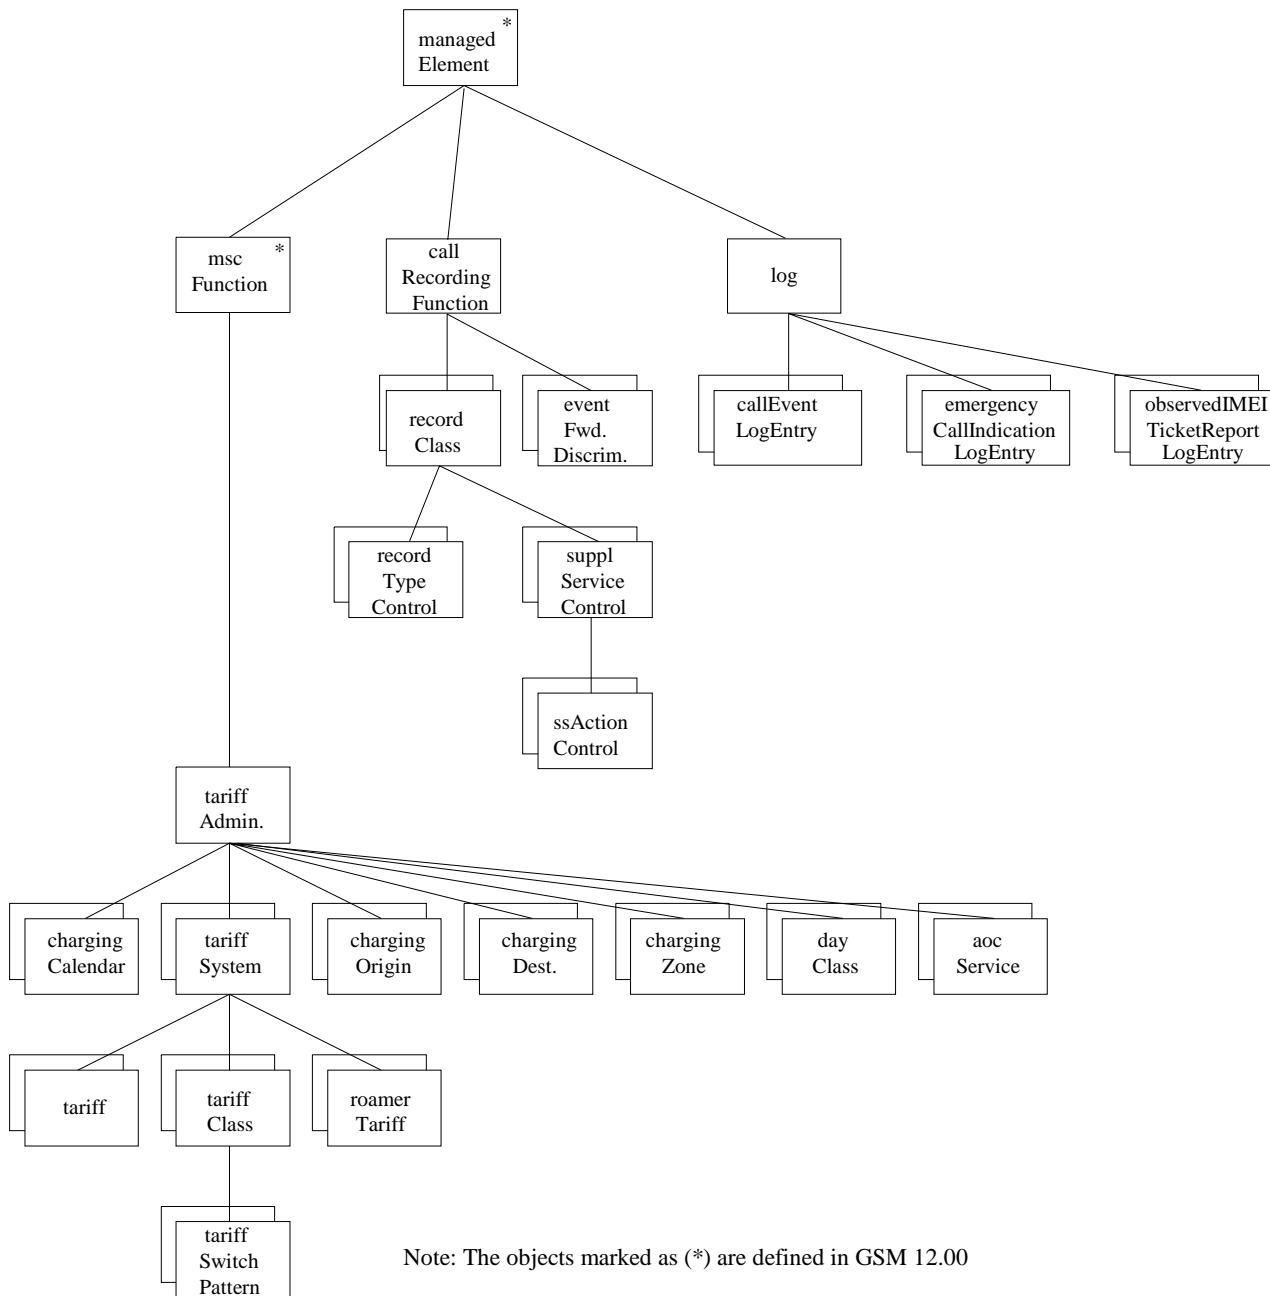 *
managed
Element
*
msc
Function
call
Recording
Function
log
record
Class
event
Fwd.
Discrim.
callEvent
LogEntry
emergency
CallIndication
LogEntry
observedIMEI
TicketReport
LogEntry
record
Type
Control
suppl
Service
Control
ssAction
Control
tariff
Admin.
charging
Calendar
tariff
System
charging
Origin
charging
Dest.
charging
Zone
day
Class
aoc
Service
tariff
tariff
Class
roamer
Tariff
tariff
Switch
Pattern
Note: The objects marked as (*) are defined in GSM 12.00